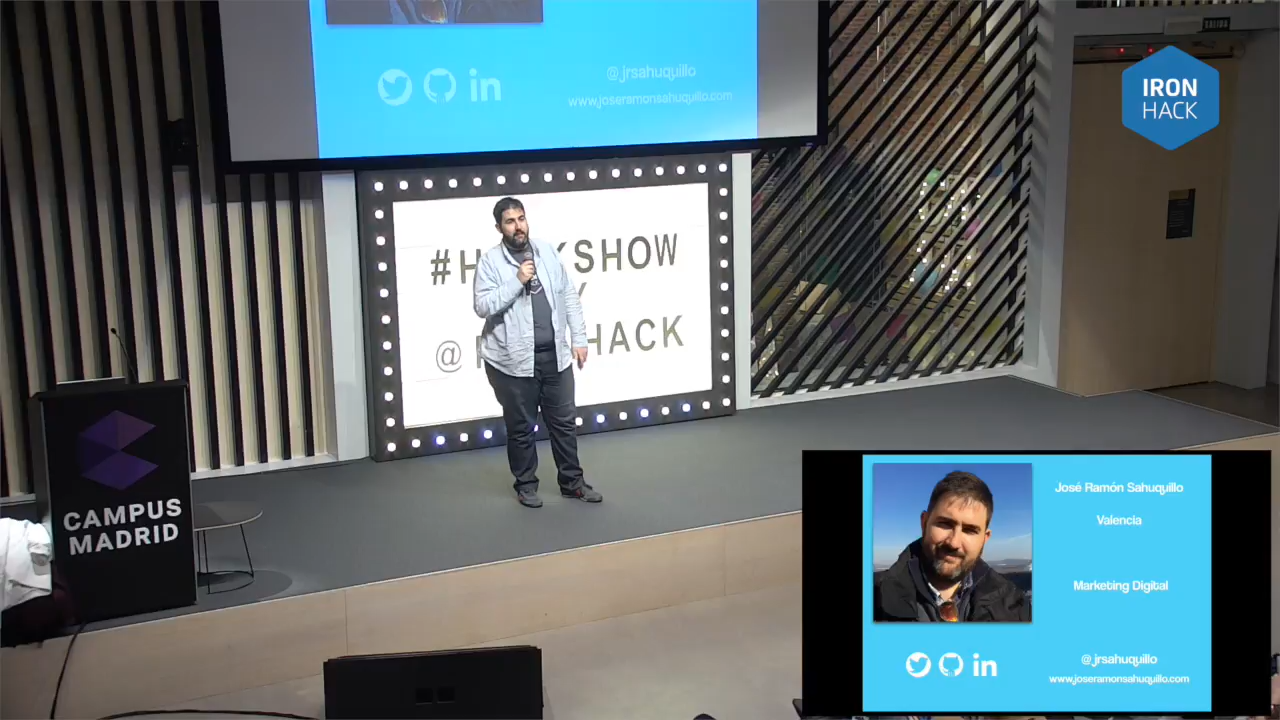 @jrsahuquillo
www.joseramonsahuquillo.com
IRON
HACK
#H KSHOW
Y
@ HACK
CAMPUS
MADRID
José Ramón Sahuquillo
Valencia
Marketing Digital
@jrsahuquillo
www.joseramonsahuquillo.com